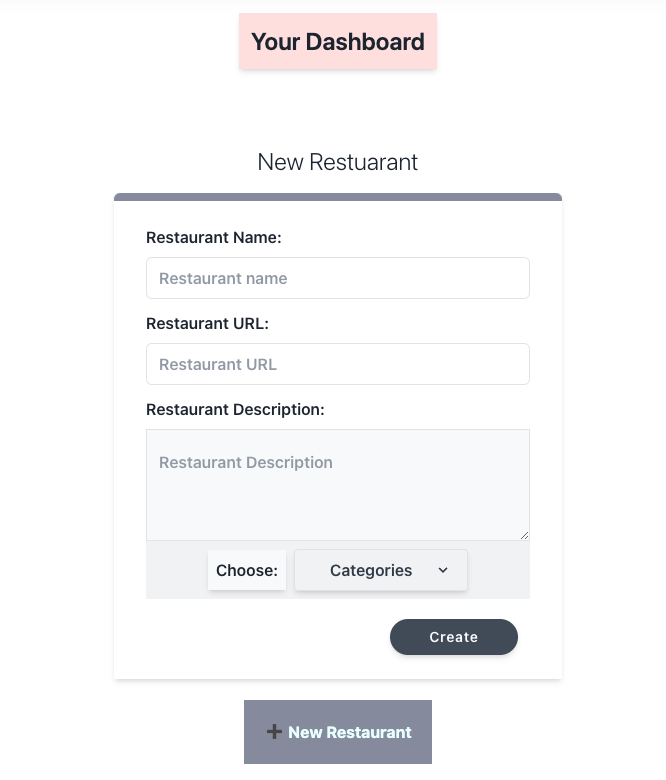 Your Dashboard
New Restuarant
Restaurant Name:
Restaurant name
Restaurant URL:
Restaurant URL
Restaurant Description:
Restaurant Description
Choose: Categories
Create
➕ New Restaurant